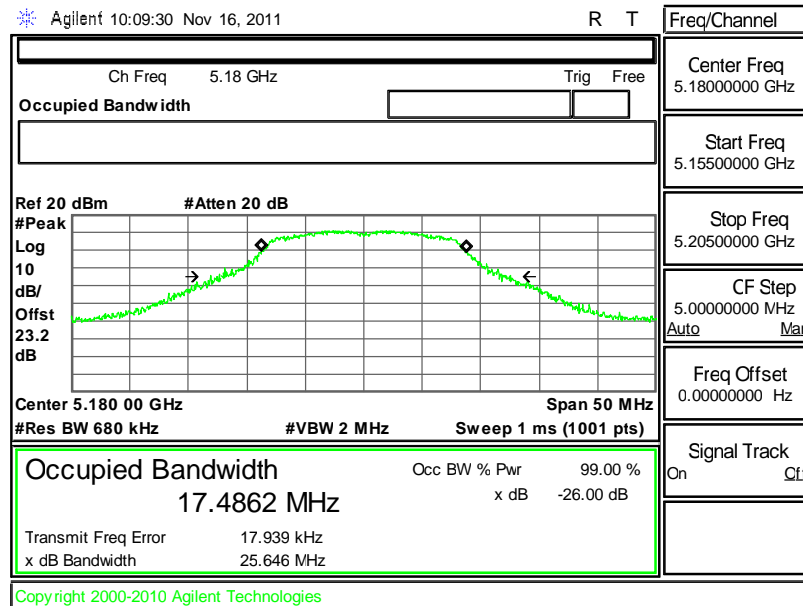 Agilent 10:09:30 Nov 16, 2011 R T
Freq/Channel
Ch Freq 5.18 GHz Trig Free
Occupied Bandwidth
Center Freq
5.18000000 GHz
Start Freq
5.15500000 GHz
Stop Freq
5.20500000 GHz
CF Step
5.00000000 MHz
Auto Man
Freq Offset
0.00000000 Hz
Signal Track
On Off
Ref 20 dBm #Atten 20 dB
#Peak
Log
10
dB/
Offst
23.2
dB
Center 5.180 00 GHz Span 50 MHz
#Res BW 680 kHz #VBW 2 MHz Sweep 1 ms (1001 pts)
Occupied Bandwidth
17.4862 MHz
Occ BW % Pwr 99.00 %
x dB -26.00 dB
Transmit Freq Error 17.939 kHz
x dB Bandwidth 25.646 MHz
Copyright 2000-2010 Agilent Technologies